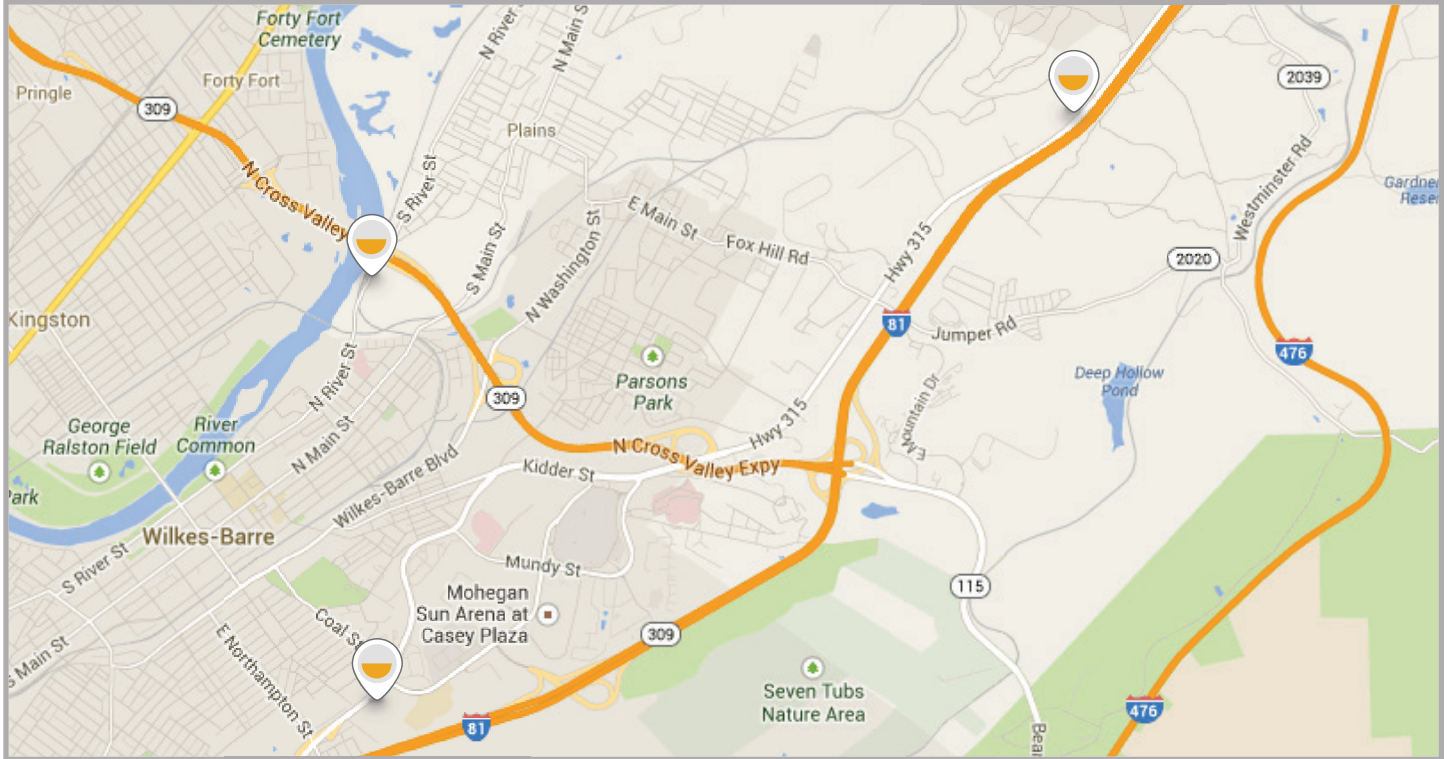 Forty Fort
Cemetery
N River S
N Main S
Pringle
Forty Fort
309
2039
Plains
N Cross Valley
S River St
E Main St
Fox Hill Rd
Westminster Rd
Gardner
Reser
S Main St
N Washington St
Hwy 315
2020
Kingston
81
Jumper Rd
476
N River St
Parsons
Park
Deep Hollow
Pond
309
E Mountain Dr
George
Ralston Field
River
Common
N Main St
Hwy 315
N Cross Valley Expy
Kidder St
Wilkes-Barre Blvd
Park
Wilkes-Barre
S River St
Mundy St
115
Mohegan
Sun Arena at
Casey Plaza
Coal St
309
E Northampton St
S Main St
Seven Tubs
Nature Area
81
476
Bear